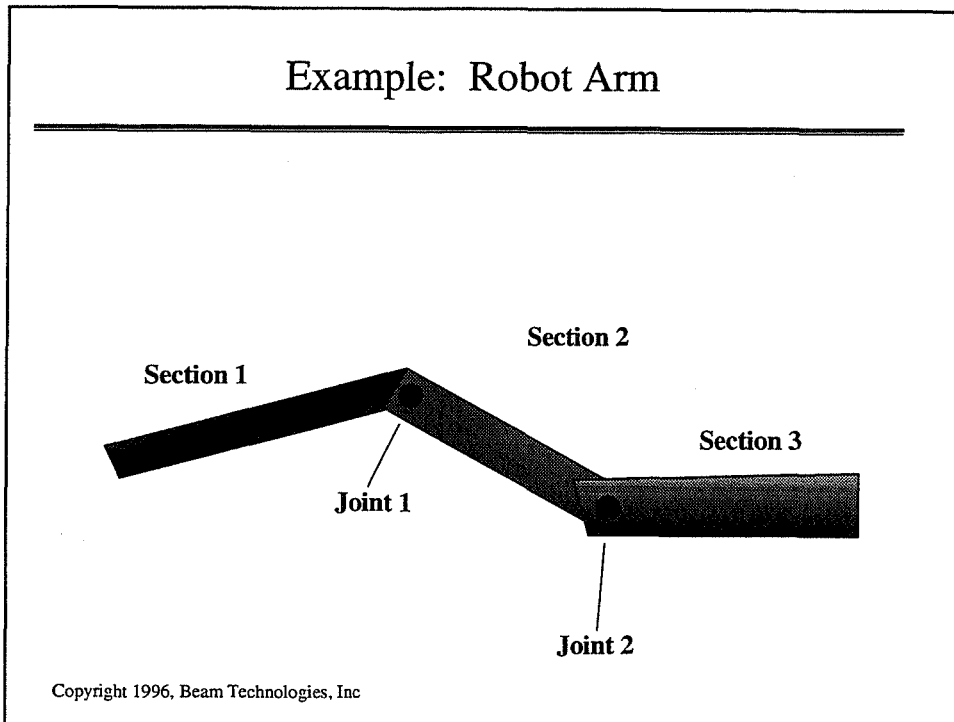 Example: Robot Arm
Section 2
Section 1
Section 3
Joint 1
Joint 2
Copyright 1996, Beam Technologies, Inc